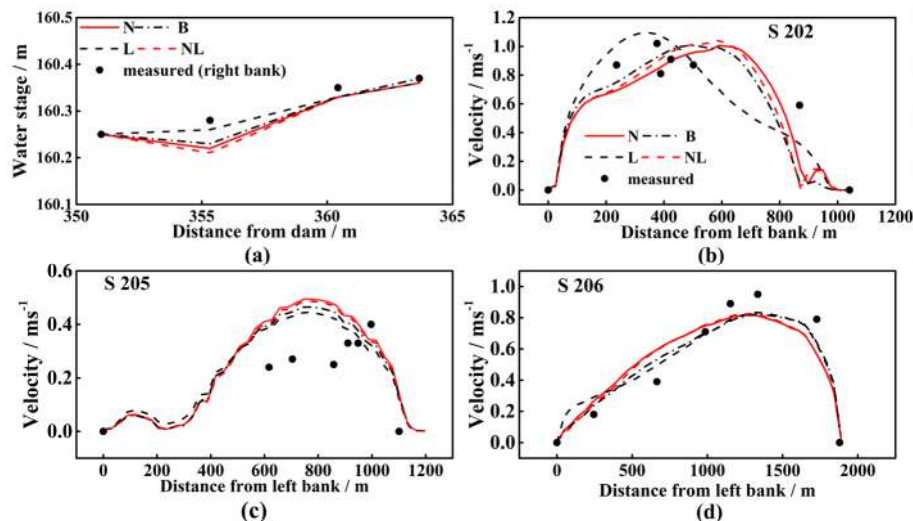 160.5
160.4
160.3
160.2
160.1
Water stage / m
N B
L NL
measured (right bank)
350 355 360 365
Distance from dam / m
(a)
1.2
1.0
0.8
0.6
0.4
0.2
0.0
Velocity / ms⁻¹
S 202
N B
L NL
measured
0 200 400 600 800 1000 1200
Distance from left bank / m
(b)
0.6
0.4
0.2
0.0
Velocity / ms⁻¹
S 205
0 200 400 600 800 1000 1200
Distance from left bank / m
(c)
1.0
0.8
0.6
0.4
0.2
0.0
Velocity / ms⁻¹
S 206
0 500 1000 1500 2000
Distance from left bank / m
(d)